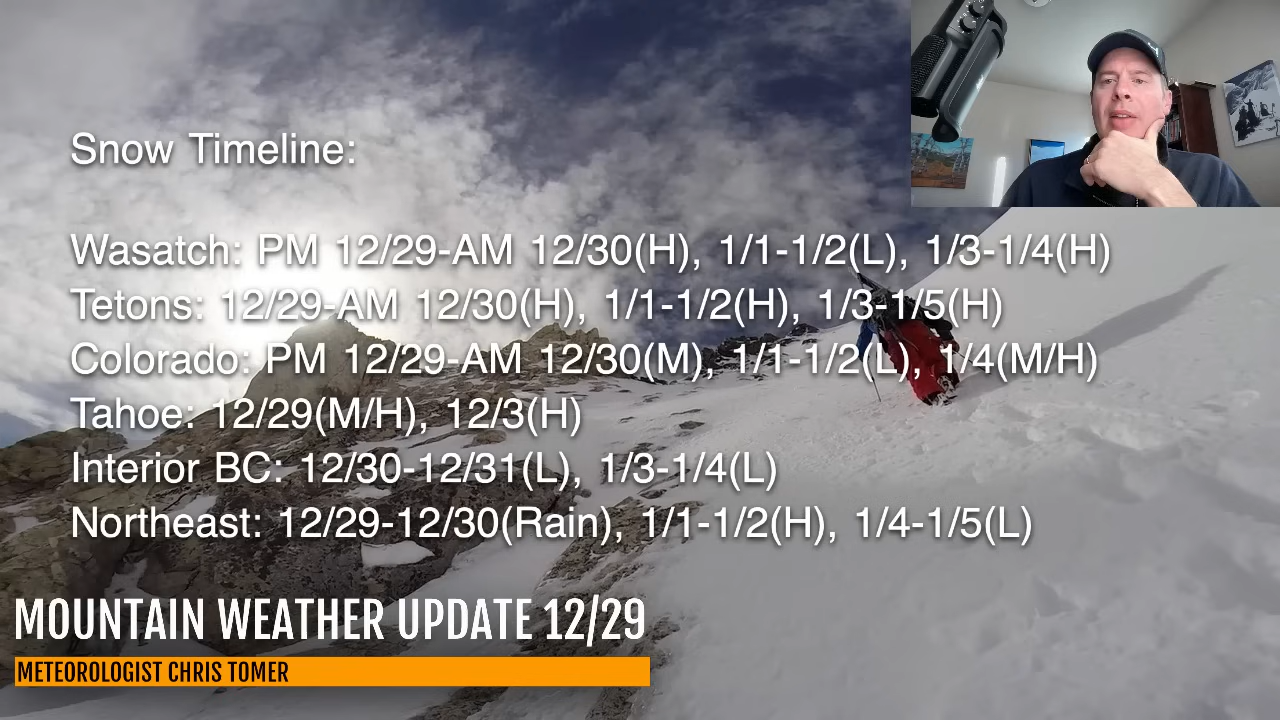 Snow Timeline:
Wasatch: PM 12/29-AM 12/30(H), 1/1-1/2(L), 1/3-1/4(H)
Tetons: 12/29-AM 12/30(H), 1/1-1/2(H), 1/3-1/5(H)
Colorado: PM 12/29-AM 12/30(M), 1/1-1/2(L), 1/4(M/H)
Tahoe: 12/29(M/H), 12/3(H)
Interior BC: 12/30-12/31(L), 1/3-1/4(L)
Northeast: 12/29-12/30(Rain), 1/1-1/2(H), 1/4-1/5(L)
MOUNTAIN WEATHER UPDATE 12/29
METEOROLOGIST CHRIS TOMER